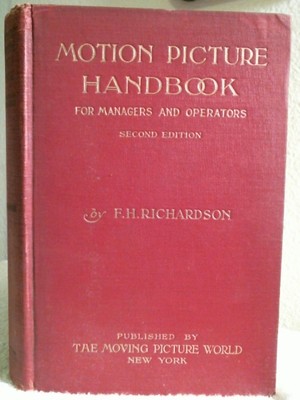 MOTION PICTURE
HANDBOOK
FOR MANAGERS AND OPERATORS
SECOND EDITION
by F.H. RICHARDSON
PUBLISHED BY
THE MOVING PICTURE WORLD
NEW YORK